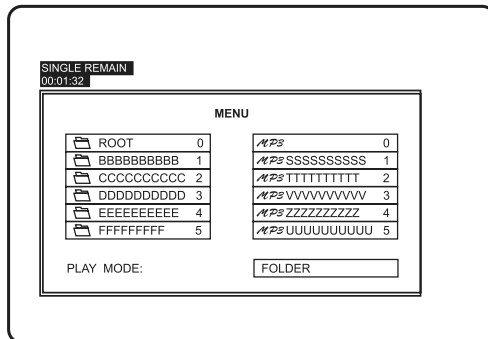 SINGLE REMAIN
00:01:32
MENU
ROOT 0
BBBBBBBBBB 1
CCCCCCCCCC 2
DDDDDDDDDD 3
EEEEEEEEEE 4
FFFFFFFFF 5
MP3 0
MP3 SSSSSSSSSS 1
MP3 TTTTTTTTTT 2
MP3 VVVVVVVVVV 3
MP3 ZZZZZZZZZZ 4
MP3 UUUUUUUUUU 5
PLAY MODE: FOLDER